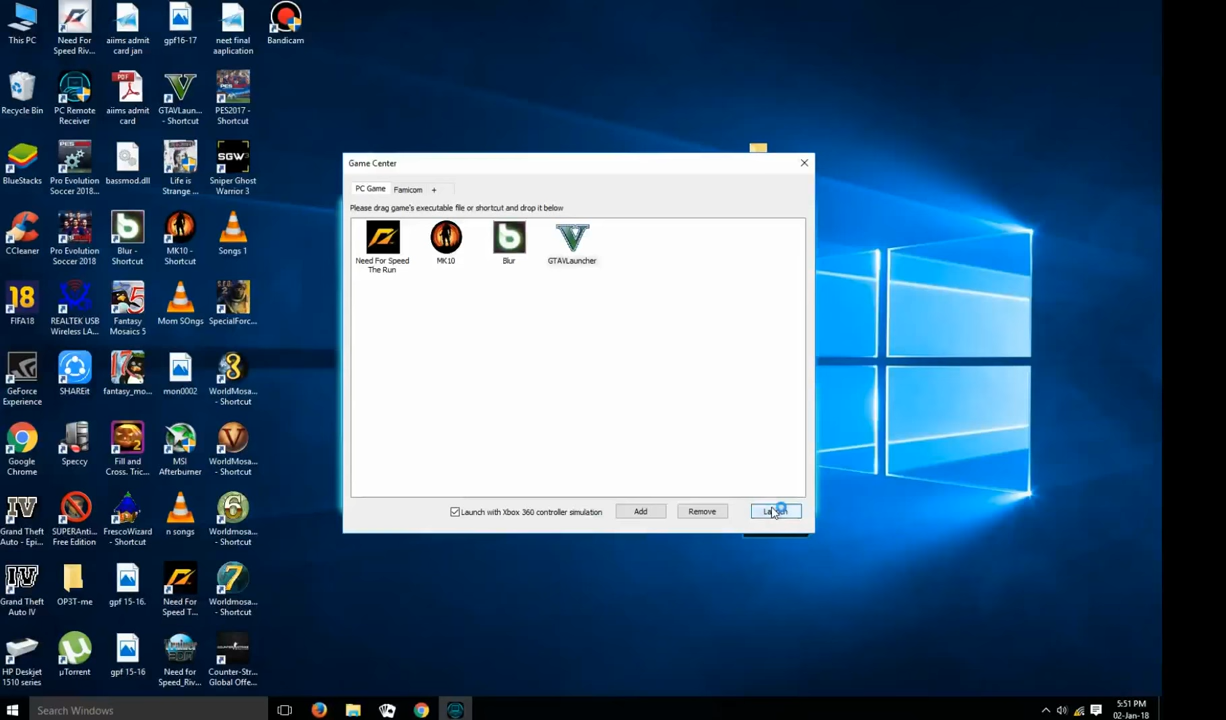 This PC
Need For
Speed Riv...
aiims admit
card jan
gpf16-17
neet final
aaplication
Bandicam
Recycle Bin
PC Remote
Receiver
aiims admit
card
GTAVLaun...
- Shortcut
PES2017 -
Shortcut
BlueStacks
Pro Evolution
Soccer 2018...
bassmod.dll
Life is
Strange ...
Sniper Ghost
Warrior 3
CCleaner
Pro Evolution
Soccer 2018
Blur -
Shortcut
MK10 -
Shortcut
Songs 1
FIFA18
REALTEK USB
Wireless LA...
Fantasy
Mosaics 5
Mom SOngs
SpecialForc...
GeForce
Experience
SHAREit
fantasy_mo...
mon0002
WorldMosa...
- Shortcut
Google
Chrome
Speccy
Fill and
Cross. Tric...
MSI
Afterburner
WorldMosa...
- Shortcut
Grand Theft
Auto - Epi...
SUPERAnti...
Free Edition
FrescoWizard
- Shortcut
n songs
Worldmosa...
- Shortcut
Grand Theft
Auto IV
OP3T-me
gpf 15-16.
Need For
Speed T...
Worldmosa...
- Shortcut
HP Deskjet
1510 series
µTorrent
gpf 15-16
Need for
Speed_Riv...
Counter-Str...
Global Offe...
Game Center
PC Game Famicom +
Please drag game's executable file or shortcut and drop it below
Need For Speed
The Run
MK10
Blur
GTAVLauncher
Launch with Xbox 360 controller simulation
Add
Remove
Launch
Search Windows
5:51 PM
02-Jan-18